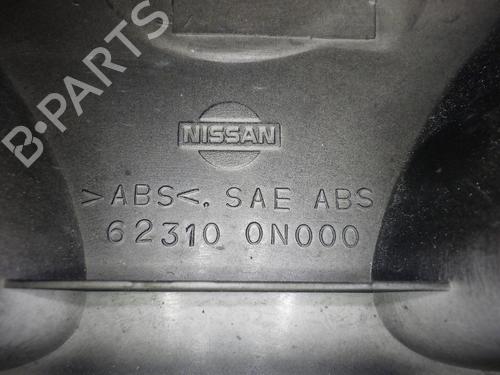 B-PARTS
NISSAN
>ABS<. SAE ABS
62310 0N000